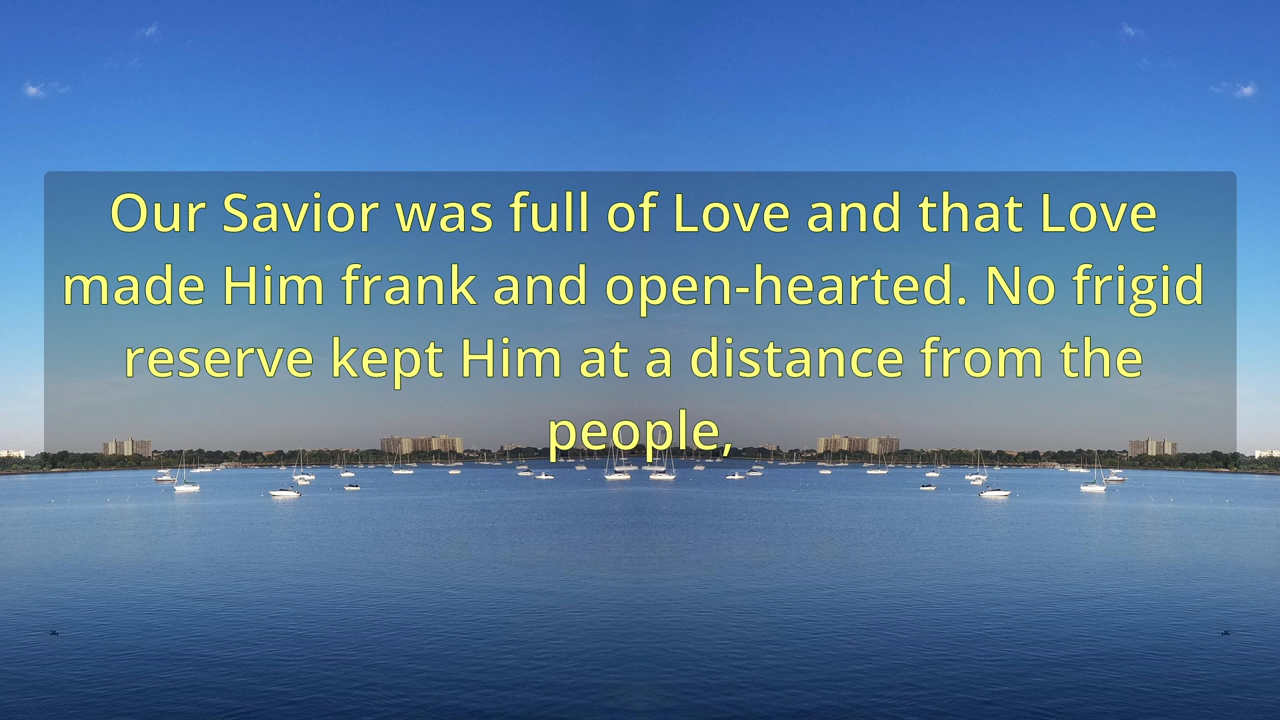 Our Savior was full of Love and that Love
made Him frank and open-hearted. No frigid
reserve kept Him at a distance from the
people,